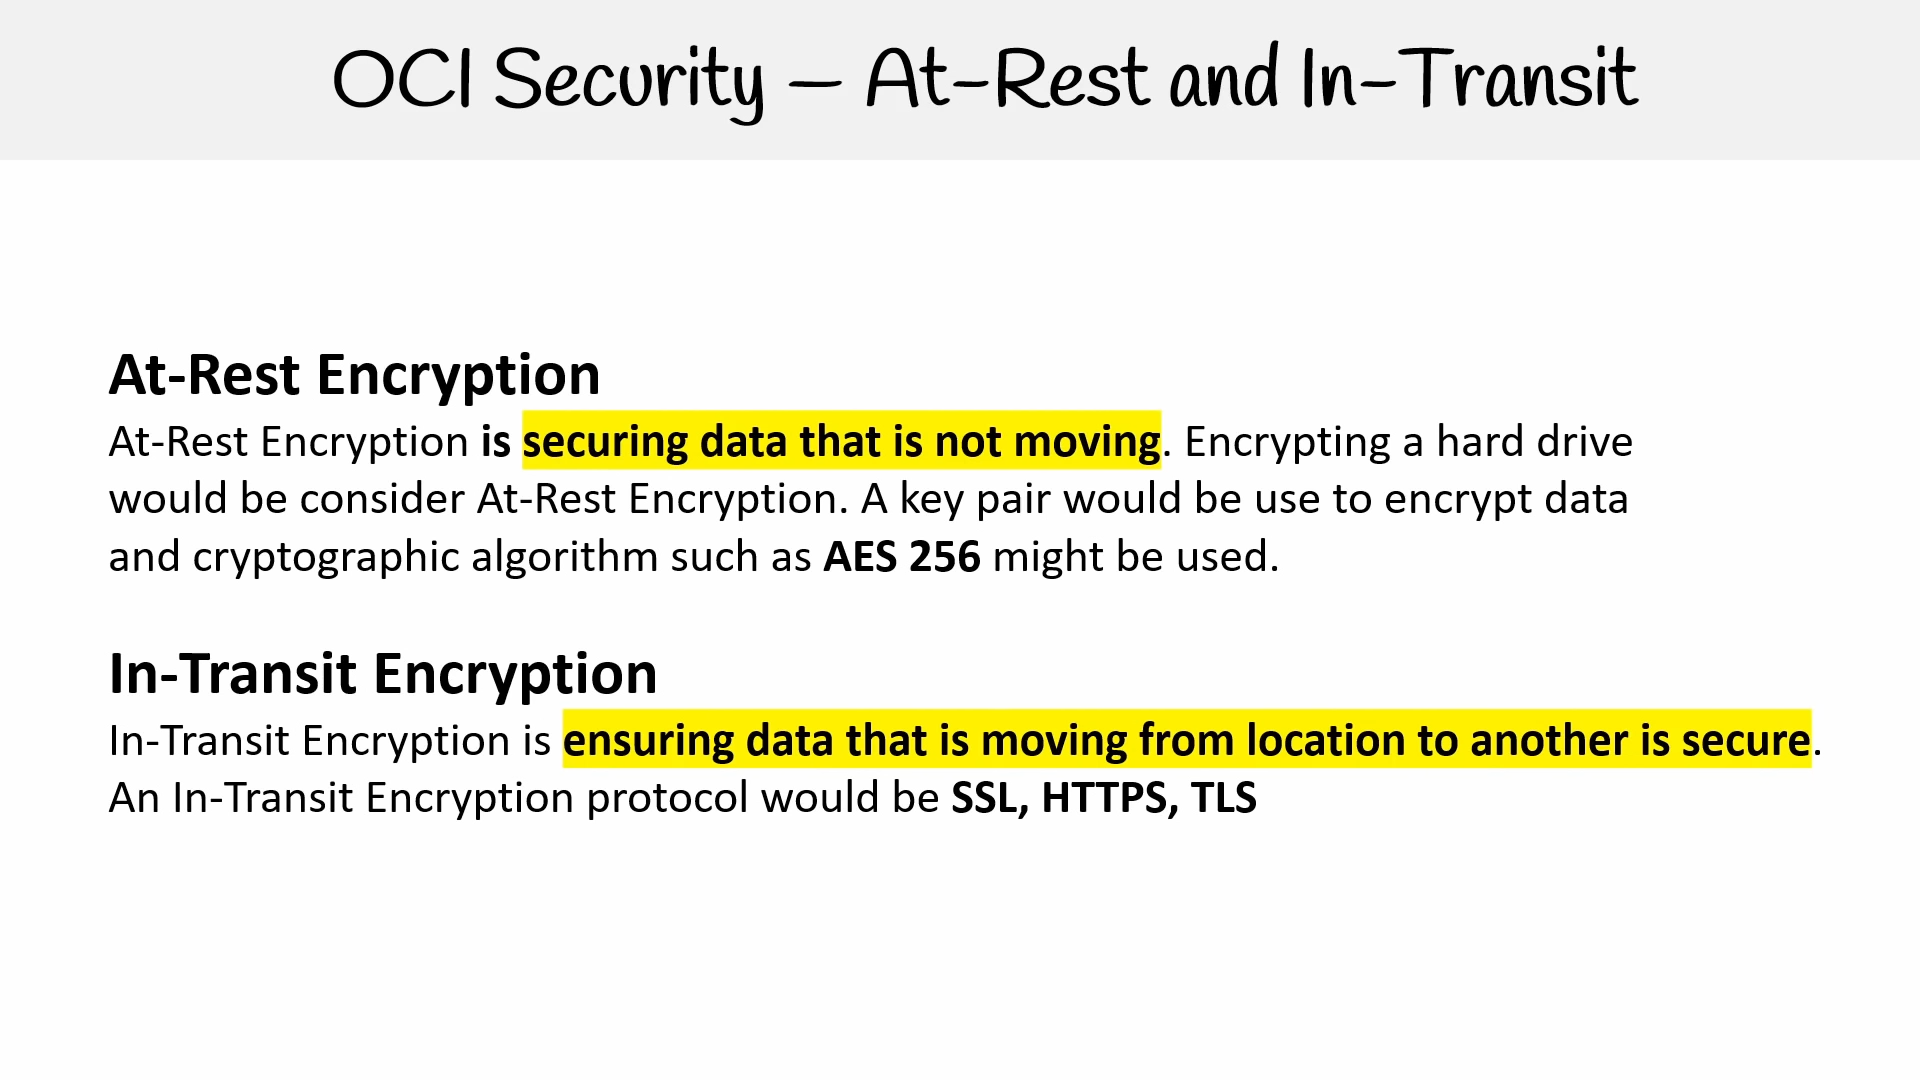 OCI Security – At-Rest and In-Transit
At-Rest Encryption
At-Rest Encryption is securing data that is not moving. Encrypting a hard drive
would be consider At-Rest Encryption. A key pair would be use to encrypt data
and cryptographic algorithm such as AES 256 might be used.
In-Transit Encryption
In-Transit Encryption is ensuring data that is moving from location to another is secure.
An In-Transit Encryption protocol would be SSL, HTTPS, TLS